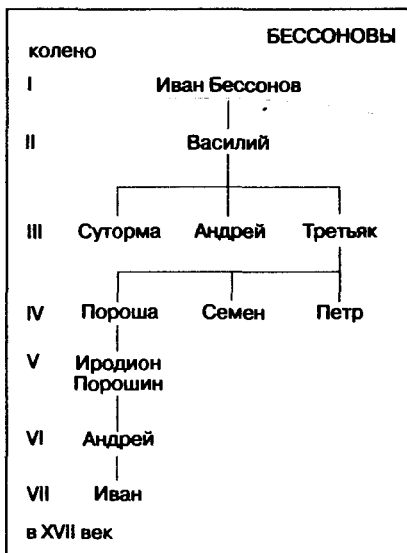 БЕССОНОВЫ
колено
I Иван Бессонов
II Василий
III Суторма Андрей Третьяк
IV Пороша Семен Петр
V Иродион
Порошин
VI Андрей
VII Иван
в XVII век